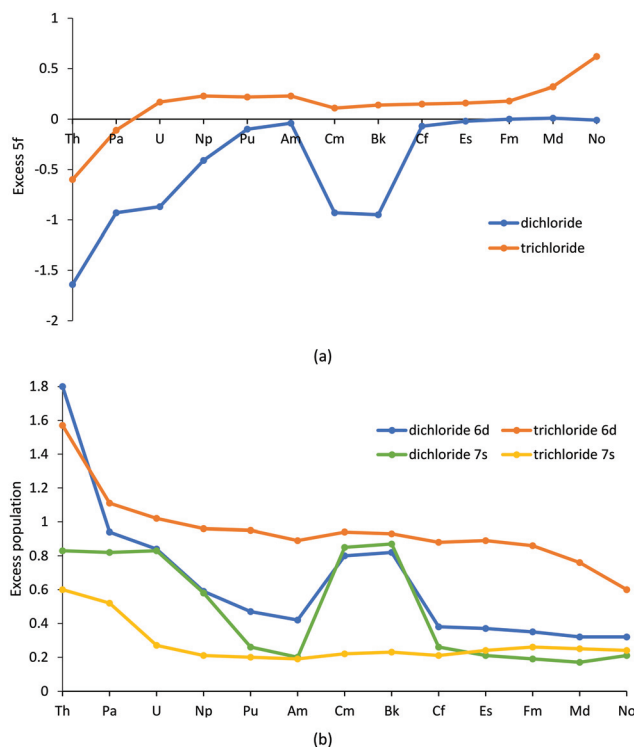 1
0.5
0
-0.5
-1
-1.5
-2
Excess 5f
Th Pa U Np Pu Am Cm Bk Cf Es Fm Md No
dichloride
trichloride
(a)
1.8
1.6
1.4
1.2
1
0.8
0.6
0.4
0.2
0
Excess population
dichloride 6d trichloride 6d
dichloride 7s trichloride 7s
Th Pa U Np Pu Am Cm Bk Cf Es Fm Md No
(b)